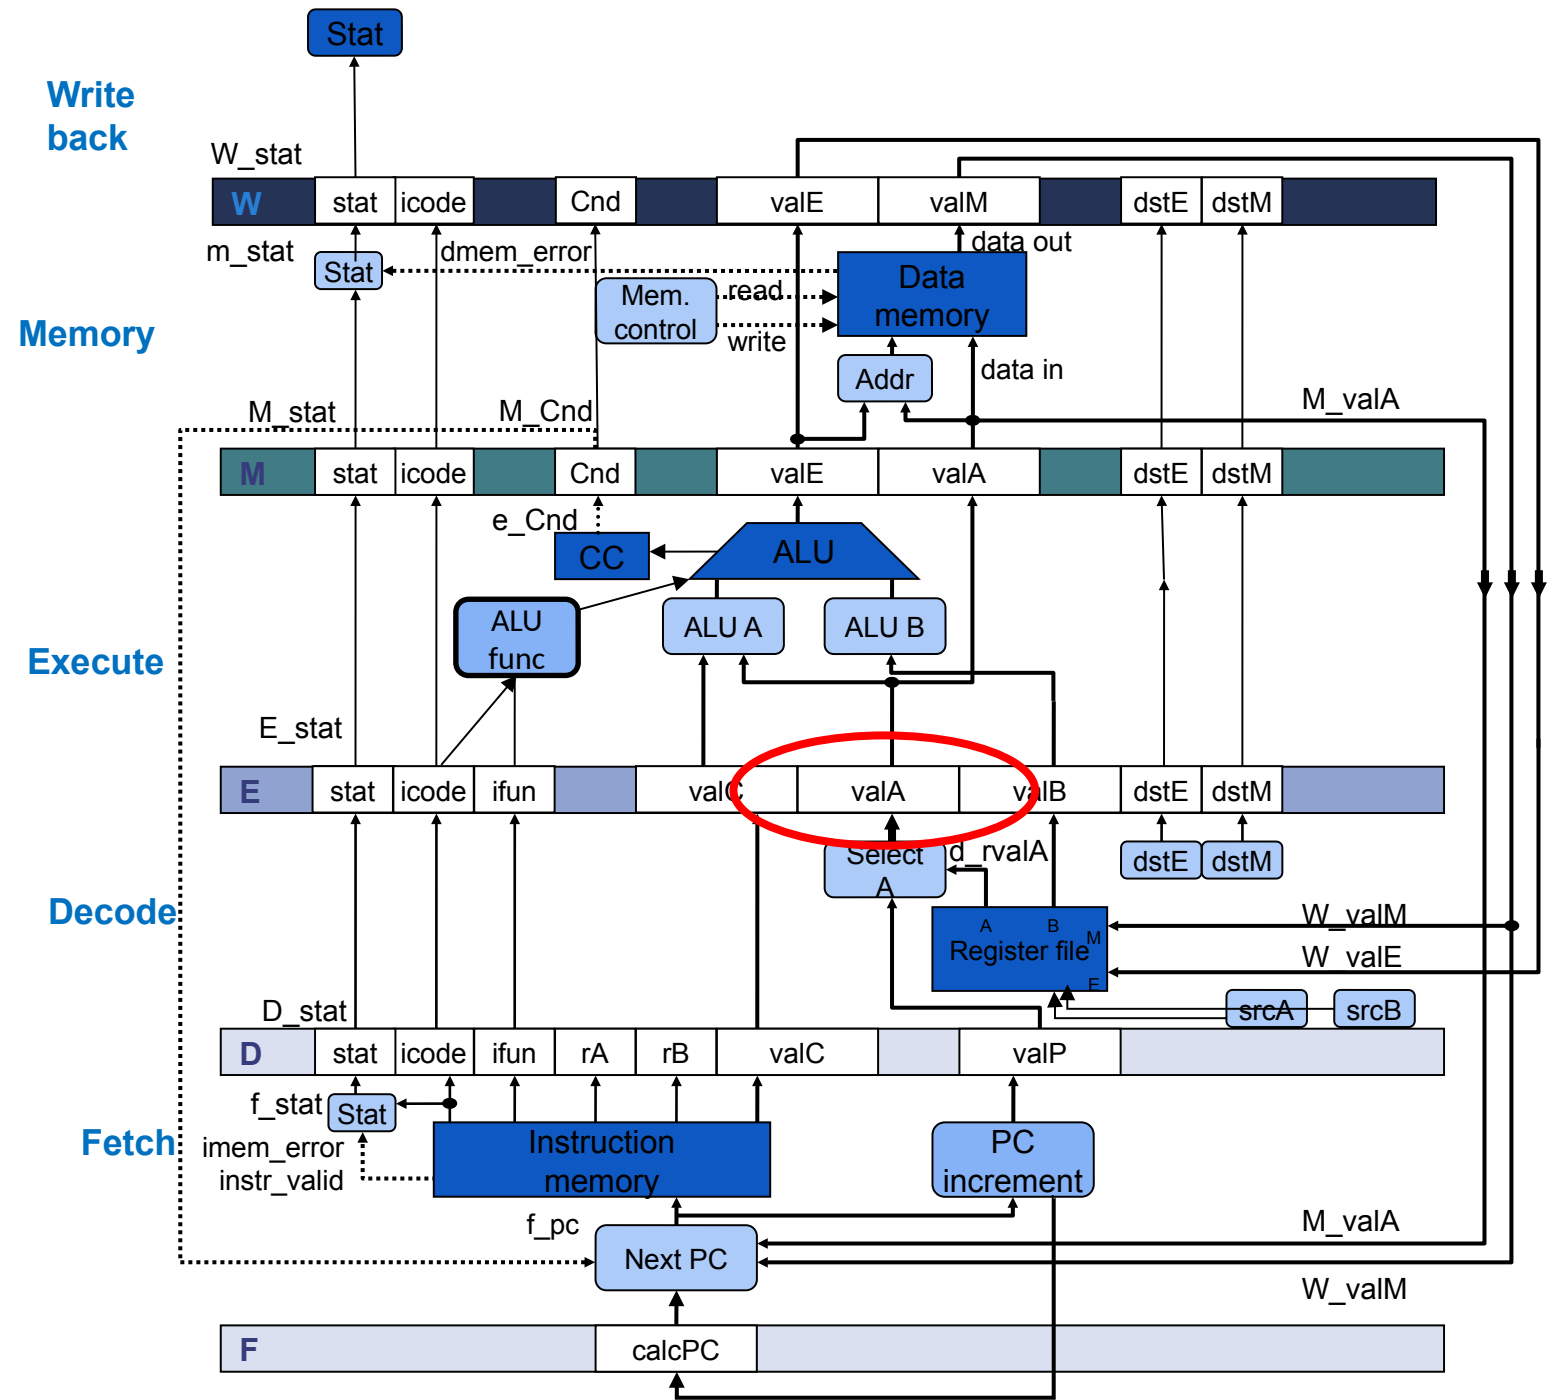 Stat
Write
back
W_stat
W stat icode Cnd valE valM dstE dstM
m_stat
Stat
dmem_error
data out
Data
memory
Mem.
control
read
write
Memory
Addr
data in
M_stat
M_Cnd
M_valA
M stat icode Cnd valE valA dstE dstM
e_Cnd
CC
ALU
ALU
func
ALU A
ALU B
Execute
E_stat
E stat icode ifun valC valA valB dstE dstM
Select
A
d_rvalA
dstE dstM
Decode
A B
Register file
M
E
W_valM
W_valE
srcA
srcB
D_stat
D stat icode ifun rA rB valC valP
f_stat
Stat
Fetch
imem_error
instr_valid
Instruction
memory
PC
increment
f_pc
Next PC
M_valA
W_valM
F calcPC